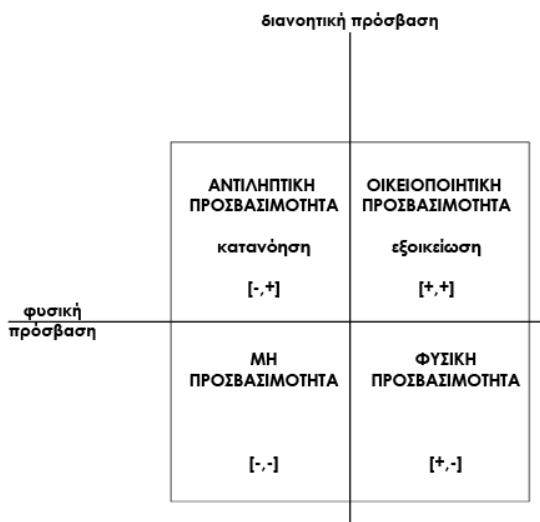 διανοητική πρόσβαση
ΑΝΤΙΛΗΠΤΙΚΗ
ΠΡΟΣΒΑΣΙΜΟΤΗΤΑ
κατανόηση
[-,+]
ΟΙΚΕΙΟΠΟΙΗΤΙΚΗ
ΠΡΟΣΒΑΣΙΜΟΤΗΤΑ
εξοικείωση
[+,+]
φυσική
πρόσβαση
ΜΗ
ΠΡΟΣΒΑΣΙΜΟΤΗΤΑ
[-,-]
ΦΥΣΙΚΗ
ΠΡΟΣΒΑΣΙΜΟΤΗΤΑ
[+,-]